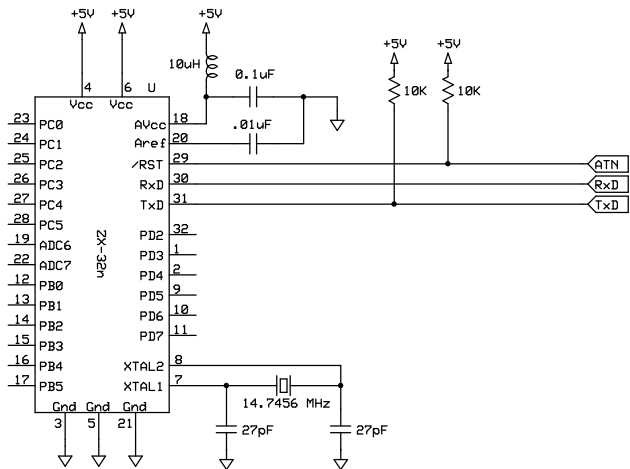 +5V +5V +5V
+5V +5V
10uH
0.1uF
10K 10K
.01uF
4 6 U
Vcc Vcc
23 PC0 AVcc 18
24 PC1 Aref 20
25 PC2 /RST 29 ATN
26 PC3 RxD 30 RxD
27 PC4 TxD 31 TxD
28 PC5
PD2 32
19 ADC6
PD3 1
22 ADC7
PD4 2
12 PB0
PD5 9
13 PB1
PD6 10
14 PB2
PD7 11
15 PB3
ZX-32n
16 PB4 XTAL2 8
17 PB5 XTAL1 7
14.7456 MHz
Gnd Gnd Gnd
3 5 21
27pF 27pF